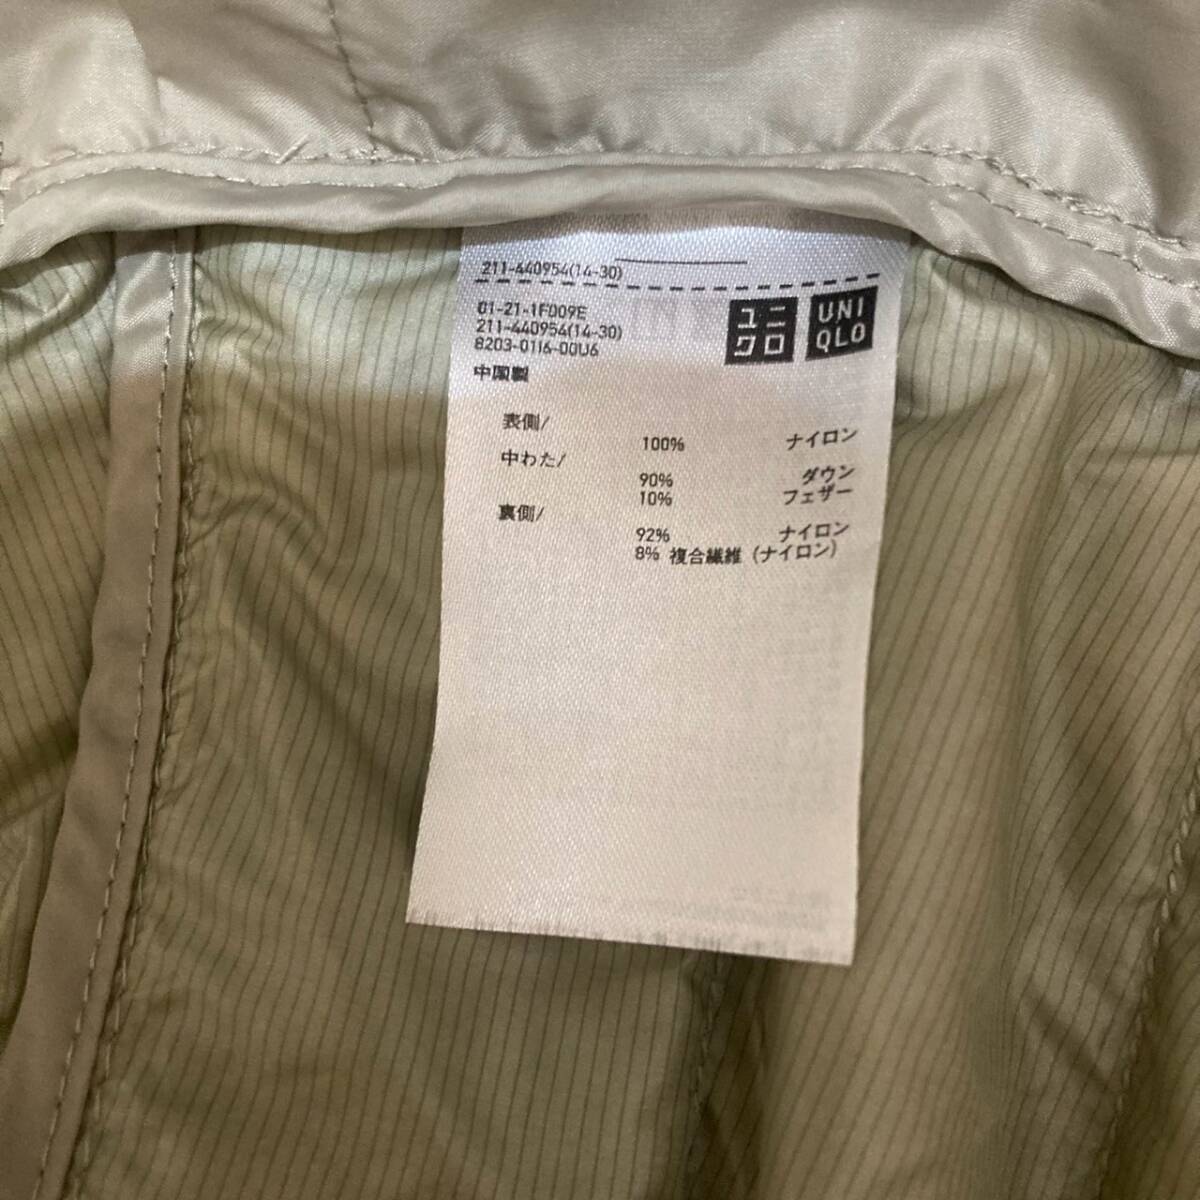 211-440954(14-30)
01-21-1F009E
211-440954(14-30)
8203-0116-00U6
ユニ
クロ
UNI
QLO
中国製
表側/
100% ナイロン
中わた/
90% ダウン
10% フェザー
裏側/
92% ナイロン
8% 複合繊維 (ナイロン)